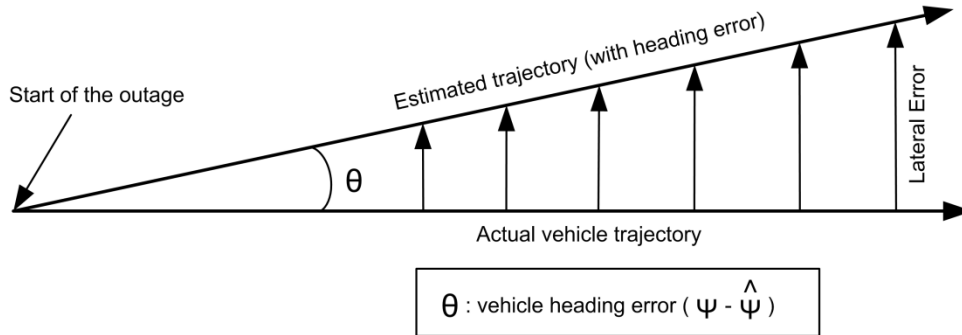 Estimated trajectory (with heading error)
Start of the outage
Lateral Error
θ
Actual vehicle trajectory
θ : vehicle heading error ( Ψ - Ψ̂ )